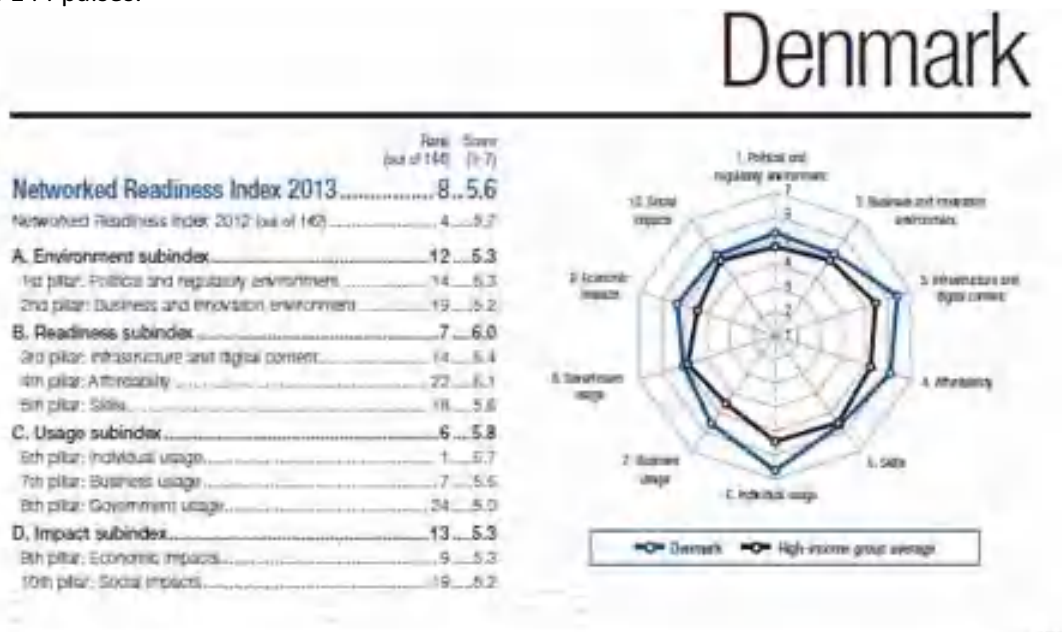 Denmark
Rank Score
(out of 144) (1-7)
Networked Readiness Index 2013 8 5.6
Networked Readiness Index 2012 (out of 142) 4 5.7
A. Environment subindex 12 5.3
1st pillar: Political and regulatory environment 14 5.3
2nd pillar: Business and innovation environment 19 5.2
B. Readiness subindex 7 6.0
3rd pillar: Infrastructure and digital content 14 6.4
4th pillar: Affordability 22 6.1
5th pillar: Skills 18 5.6
C. Usage subindex 6 5.8
6th pillar: Individual usage 1 6.7
7th pillar: Business usage 7 5.6
8th pillar: Government usage 24 5.0
D. Impact subindex 13 5.3
9th pillar: Economic impacts 9 5.3
10th pillar: Social impacts 19 5.2
1. Political and
regulatory environment
2. Business and innovation
environment
3. Infrastructure and
digital content
4. Affordability
5. Skills
6. Individual usage
7. Business
usage
8. Government
usage
9. Economic
impacts
10. Social
impacts
Denmark High-income group average